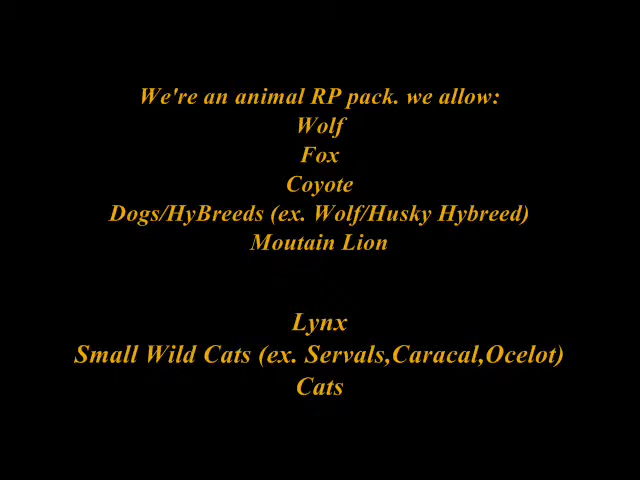 We're an animal RP pack. we allow:
Wolf
Fox
Coyote
Dogs/HyBreeds (ex. Wolf/Husky Hybreed)
Moutain Lion
Lynx
Small Wild Cats (ex. Servals,Caracal,Ocelot)
Cats